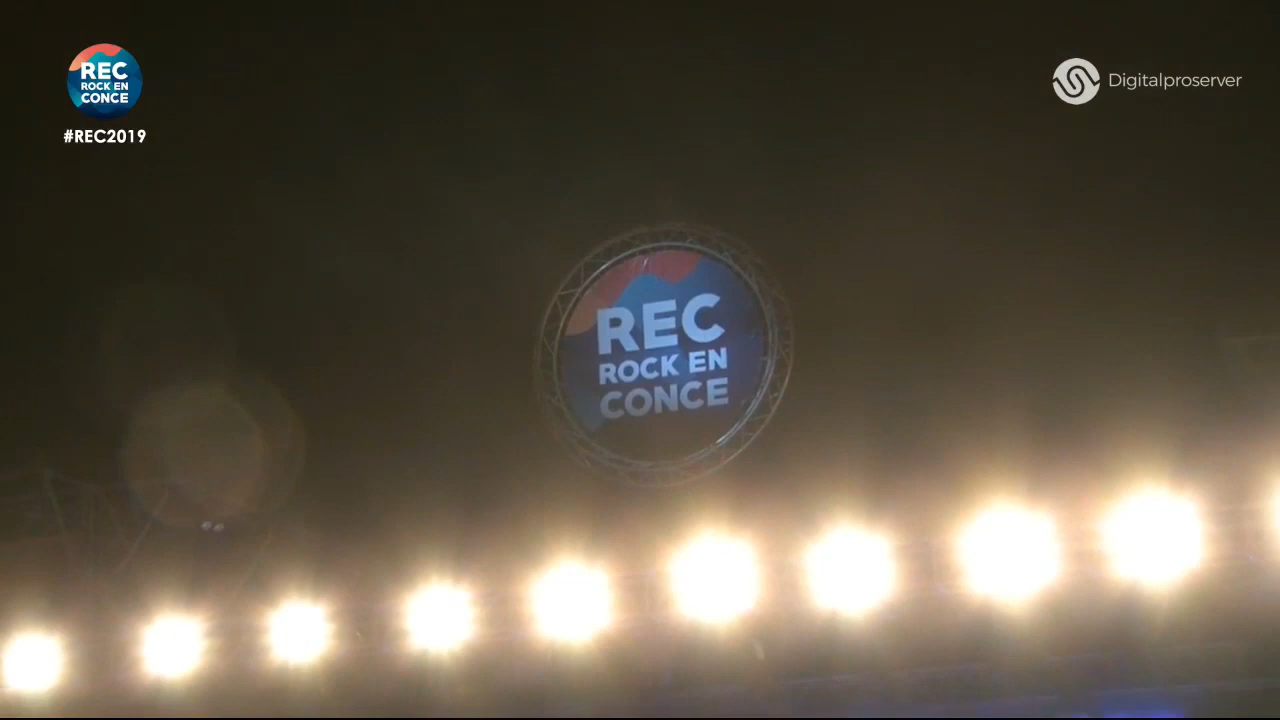 REC
ROCK EN
CONCE
#REC2019
Digitalproserver
REC
ROCK EN
CONCE